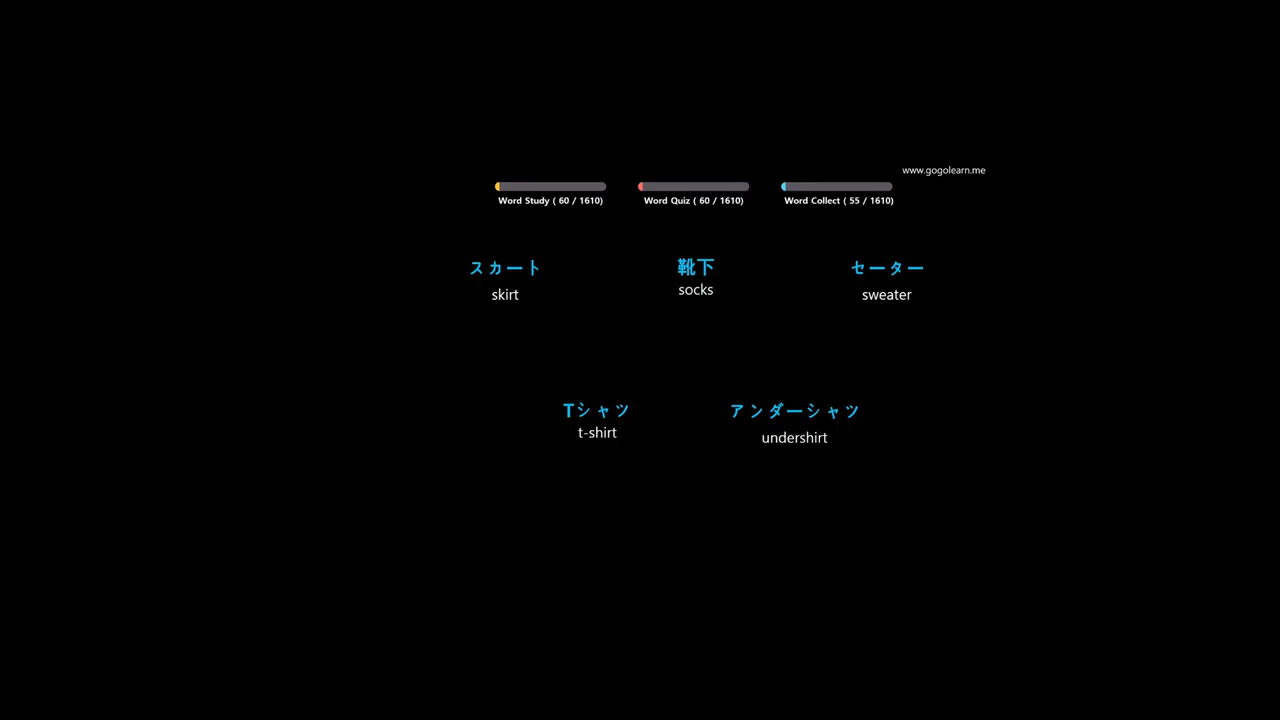 www.gogolearn.me
Word Study ( 60 / 1610)
Word Quiz ( 60 / 1610)
Word Collect ( 55 / 1610)
スカート
skirt
靴下
socks
セーター
sweater
Tシャツ
t-shirt
アンダーシャツ
undershirt